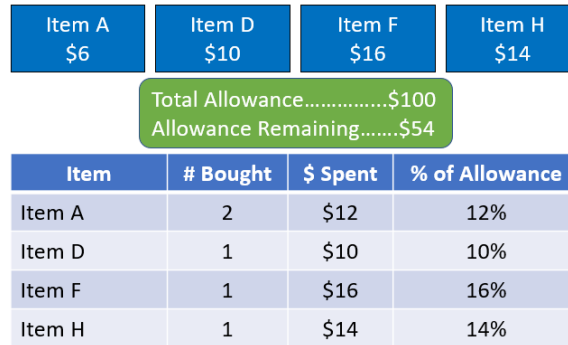 Item A Item D Item F Item H
$6 $10 $16 $14
Total Allowance...............$100
Allowance Remaining.......$54
Item # Bought $ Spent % of Allowance
Item A 2 $12 12%
Item D 1 $10 10%
Item F 1 $16 16%
Item H 1 $14 14%